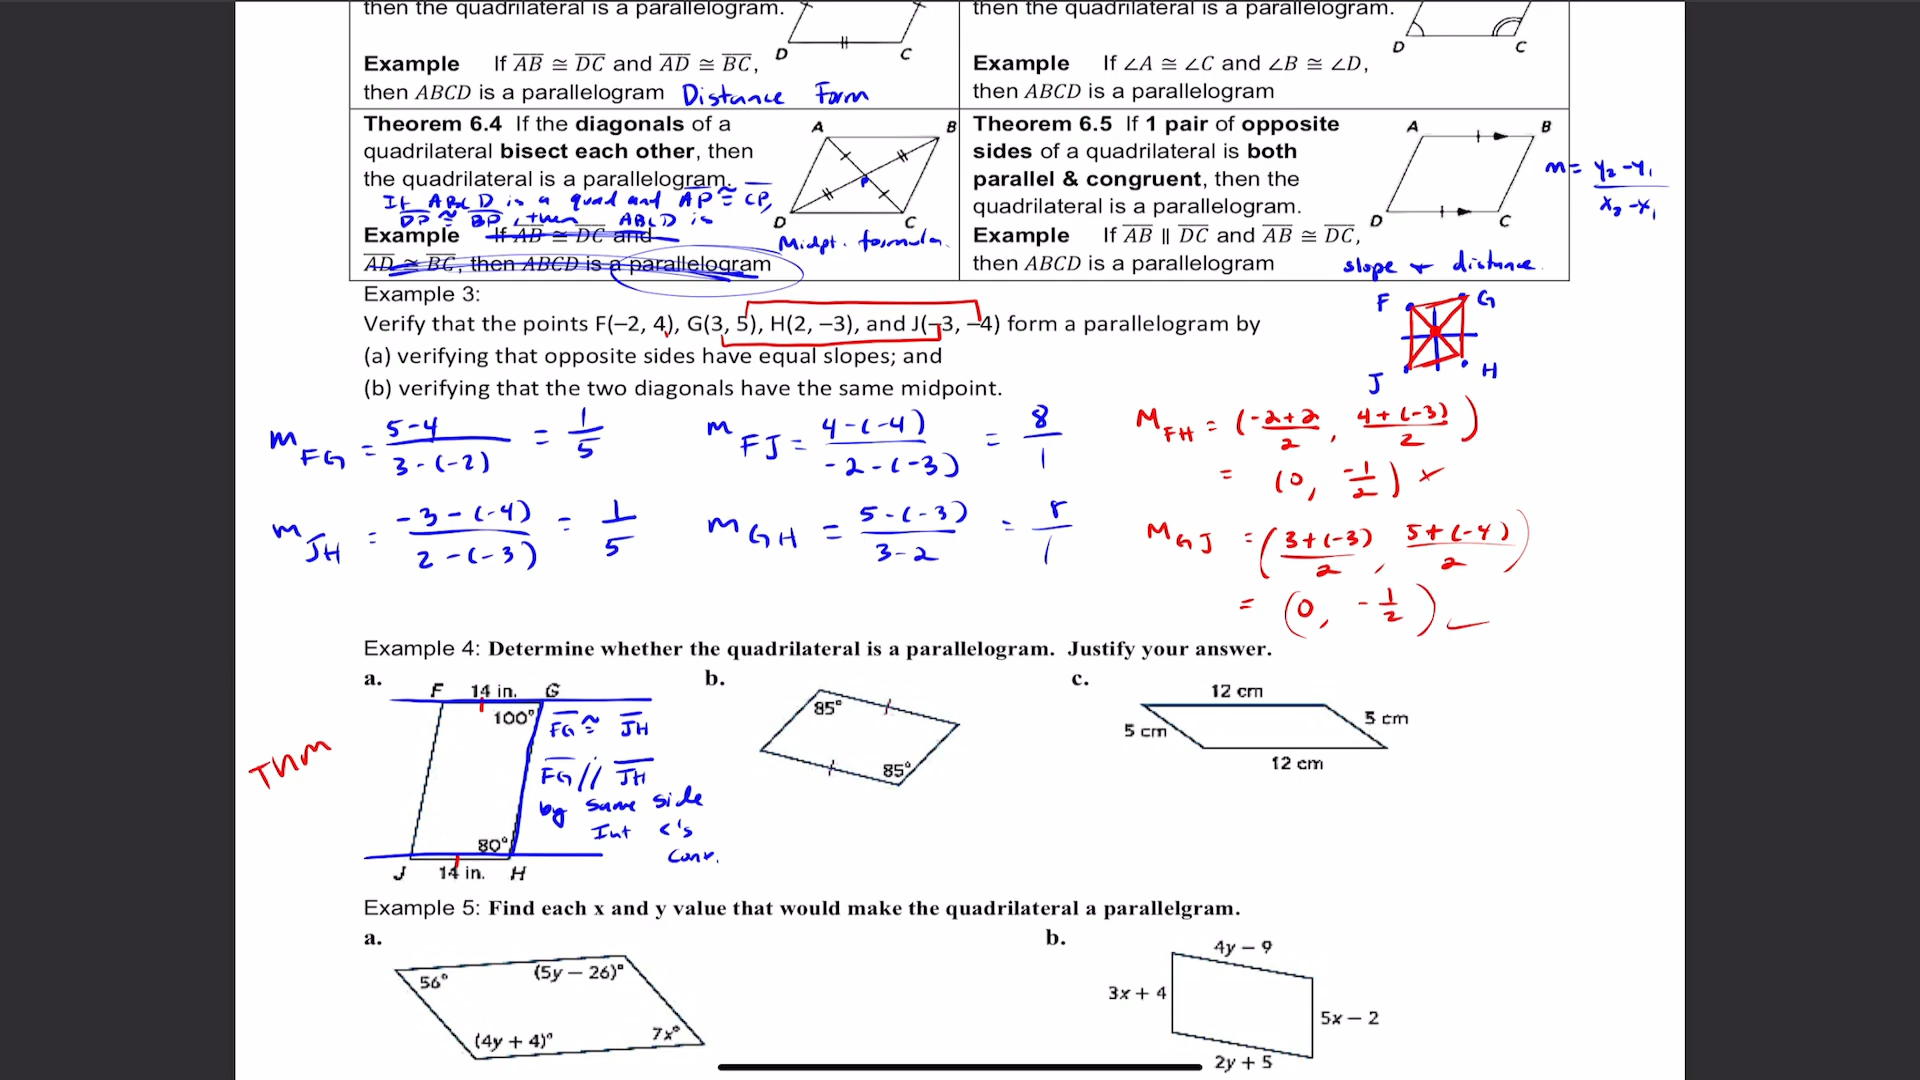 then the quadrilateral is a parallelogram.
D
C
Example If AB ≅ DC and AD ≅ BC,
then ABCD is a parallelogram Distance Form
then the quadrilateral is a parallelogram.
D
C
Example If ∠A ≅ ∠C and ∠B ≅ ∠D,
then ABCD is a parallelogram
Theorem 6.4 If the diagonals of a
quadrilateral bisect each other, then
the quadrilateral is a parallelogram.
If ABCD is a quad and AP ≅ CP,
DP ≅ BP, then ABCD is
Example If AB ≅ DC and
AD ≅ BC, then ABCD is a parallelogram
A
B
P
D
C
Midpt. formula
Theorem 6.5 If 1 pair of opposite
sides of a quadrilateral is both
parallel & congruent, then the
quadrilateral is a parallelogram.
Example If AB ∥ DC and AB ≅ DC,
then ABCD is a parallelogram
slope + distance.
A
B
D
C
m = y2-y1
x2-x1
Example 3:
Verify that the points F(−2, 4), G(3, 5), H(2, −3), and J(−3, −4) form a parallelogram by
(a) verifying that opposite sides have equal slopes; and
(b) verifying that the two diagonals have the same midpoint.
F
G
J
H
m FG = 5-4 / 3-(-2) = 1/5
m JH = -3-(-4) / 2-(-3) = 1/5
m FJ = 4-(-4) / -2-(-3) = 8/1
m GH = 5-(-3) / 3-2 = 8/1
M FH = (-2+2 / 2, 4+(-3) / 2)
= (0, -1/2)
M GJ = (3+(-3) / 2, 5+(-4) / 2)
= (0, -1/2)
Example 4: Determine whether the quadrilateral is a parallelogram. Justify your answer.
a.
F 14 in. G
100°
80°
J 14 in. H
FG ≅ JH
FG // JH
by same side
Int <'s
Conv.
Thm
b.
85°
85°
c.
12 cm
5 cm
5 cm
12 cm
Example 5: Find each x and y value that would make the quadrilateral a parallelgram.
a.
56°
(5y − 26)°
(4y + 4)°
7x°
b.
4y − 9
3x + 4
5x − 2
2y + 5